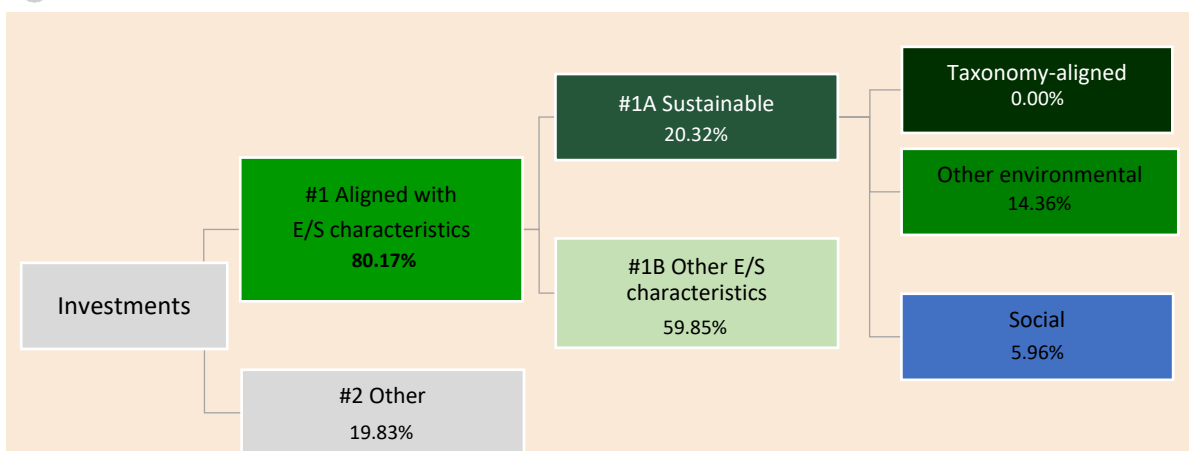 Investments
#1 Aligned with
E/S characteristics
80.17%
#2 Other
19.83%
#1A Sustainable
20.32%
#1B Other E/S
characteristics
59.85%
Taxonomy-aligned
0.00%
Other environmental
14.36%
Social
5.96%